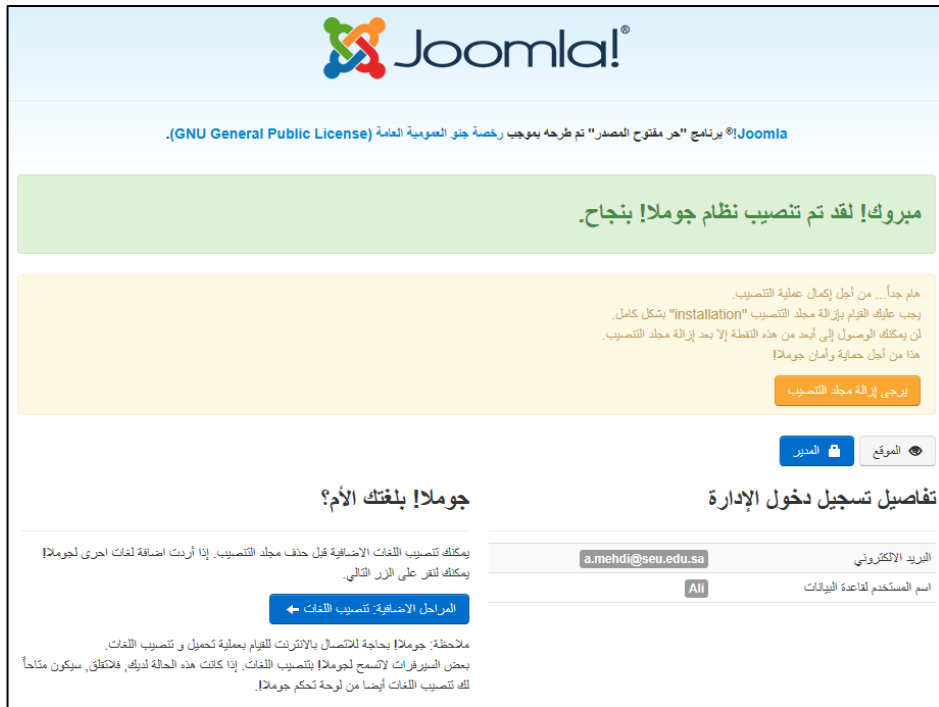 Joomla!®
Joomla!® برنامج "حر مفتوح المصدر" تم طرحه بموجب رخصة جنو العمومية العامة (GNU General Public License).
مبروك! لقد تم تنصيب نظام جوملا! بنجاح.
هام جداً... من أجل إكمال عملية التنصيب.
يجب عليك القيام بإزالة مجلد التنصيب "installation" بشكل كامل.
لن يمكنك الوصول إلى أبعد من هذه النقطة إلا بعد إزالة مجلد التنصيب.
هذا من أجل حماية وأمان جوملا!
يرجى إزالة مجلد التنصيب
الموقع
المدير
تفاصيل تسجيل دخول الإدارة
البريد الالكتروني a.mehdi@seu.edu.sa
اسم المستخدم لقاعدة البيانات Ali
جوملا! بلغتك الأم؟
يمكنك تنصيب اللغات الاضافية قبل حذف مجلد التنصيب. إذا أردت اضافة لغات اخرى لجوملا!
يمكنك لنقر على الزر التالي.
المراحل الاضافية: تنصيب اللغات
ملاحظة: جوملا! بحاجة للاتصال بالانترنت للقيام بعملية تحميل و تنصيب اللغات.
بعض السيرفرات لاتسمح لجوملا! بتنصيب اللغات. إذا كانت هذه الحالة لديك, فلاتقلق, سيكون متاحاً
لك تنصيب اللغات أيضا من لوحة تحكم جوملا!.